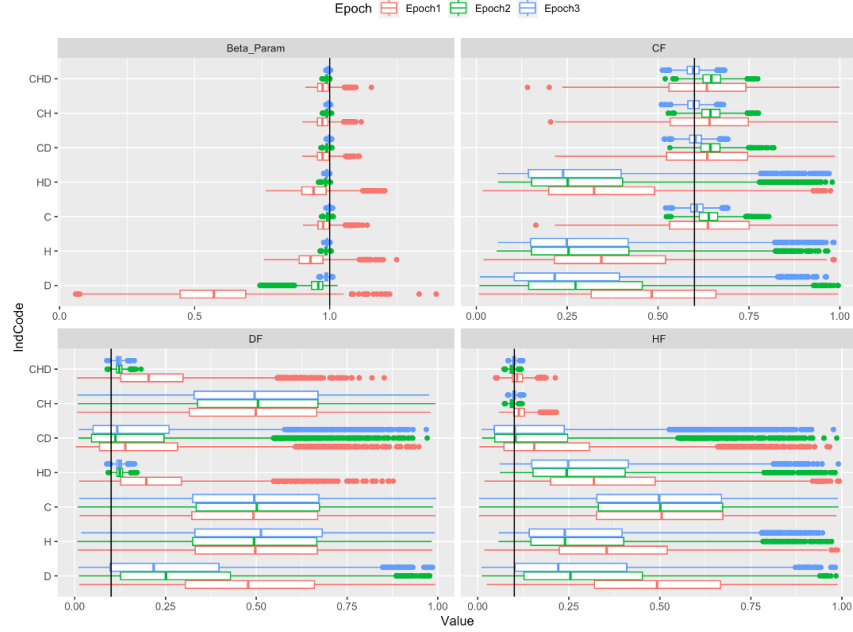 Epoch Epoch1 Epoch2 Epoch3
Beta_Param CF
CHD
CH
CD
HD
C
H
D
0.0 0.5 1.0 0.00 0.25 0.50 0.75 1.00
IndCode
DF HF
CHD
CH
CD
HD
C
H
D
0.00 0.25 0.50 0.75 1.00 0.00 0.25 0.50 0.75 1.00
Value